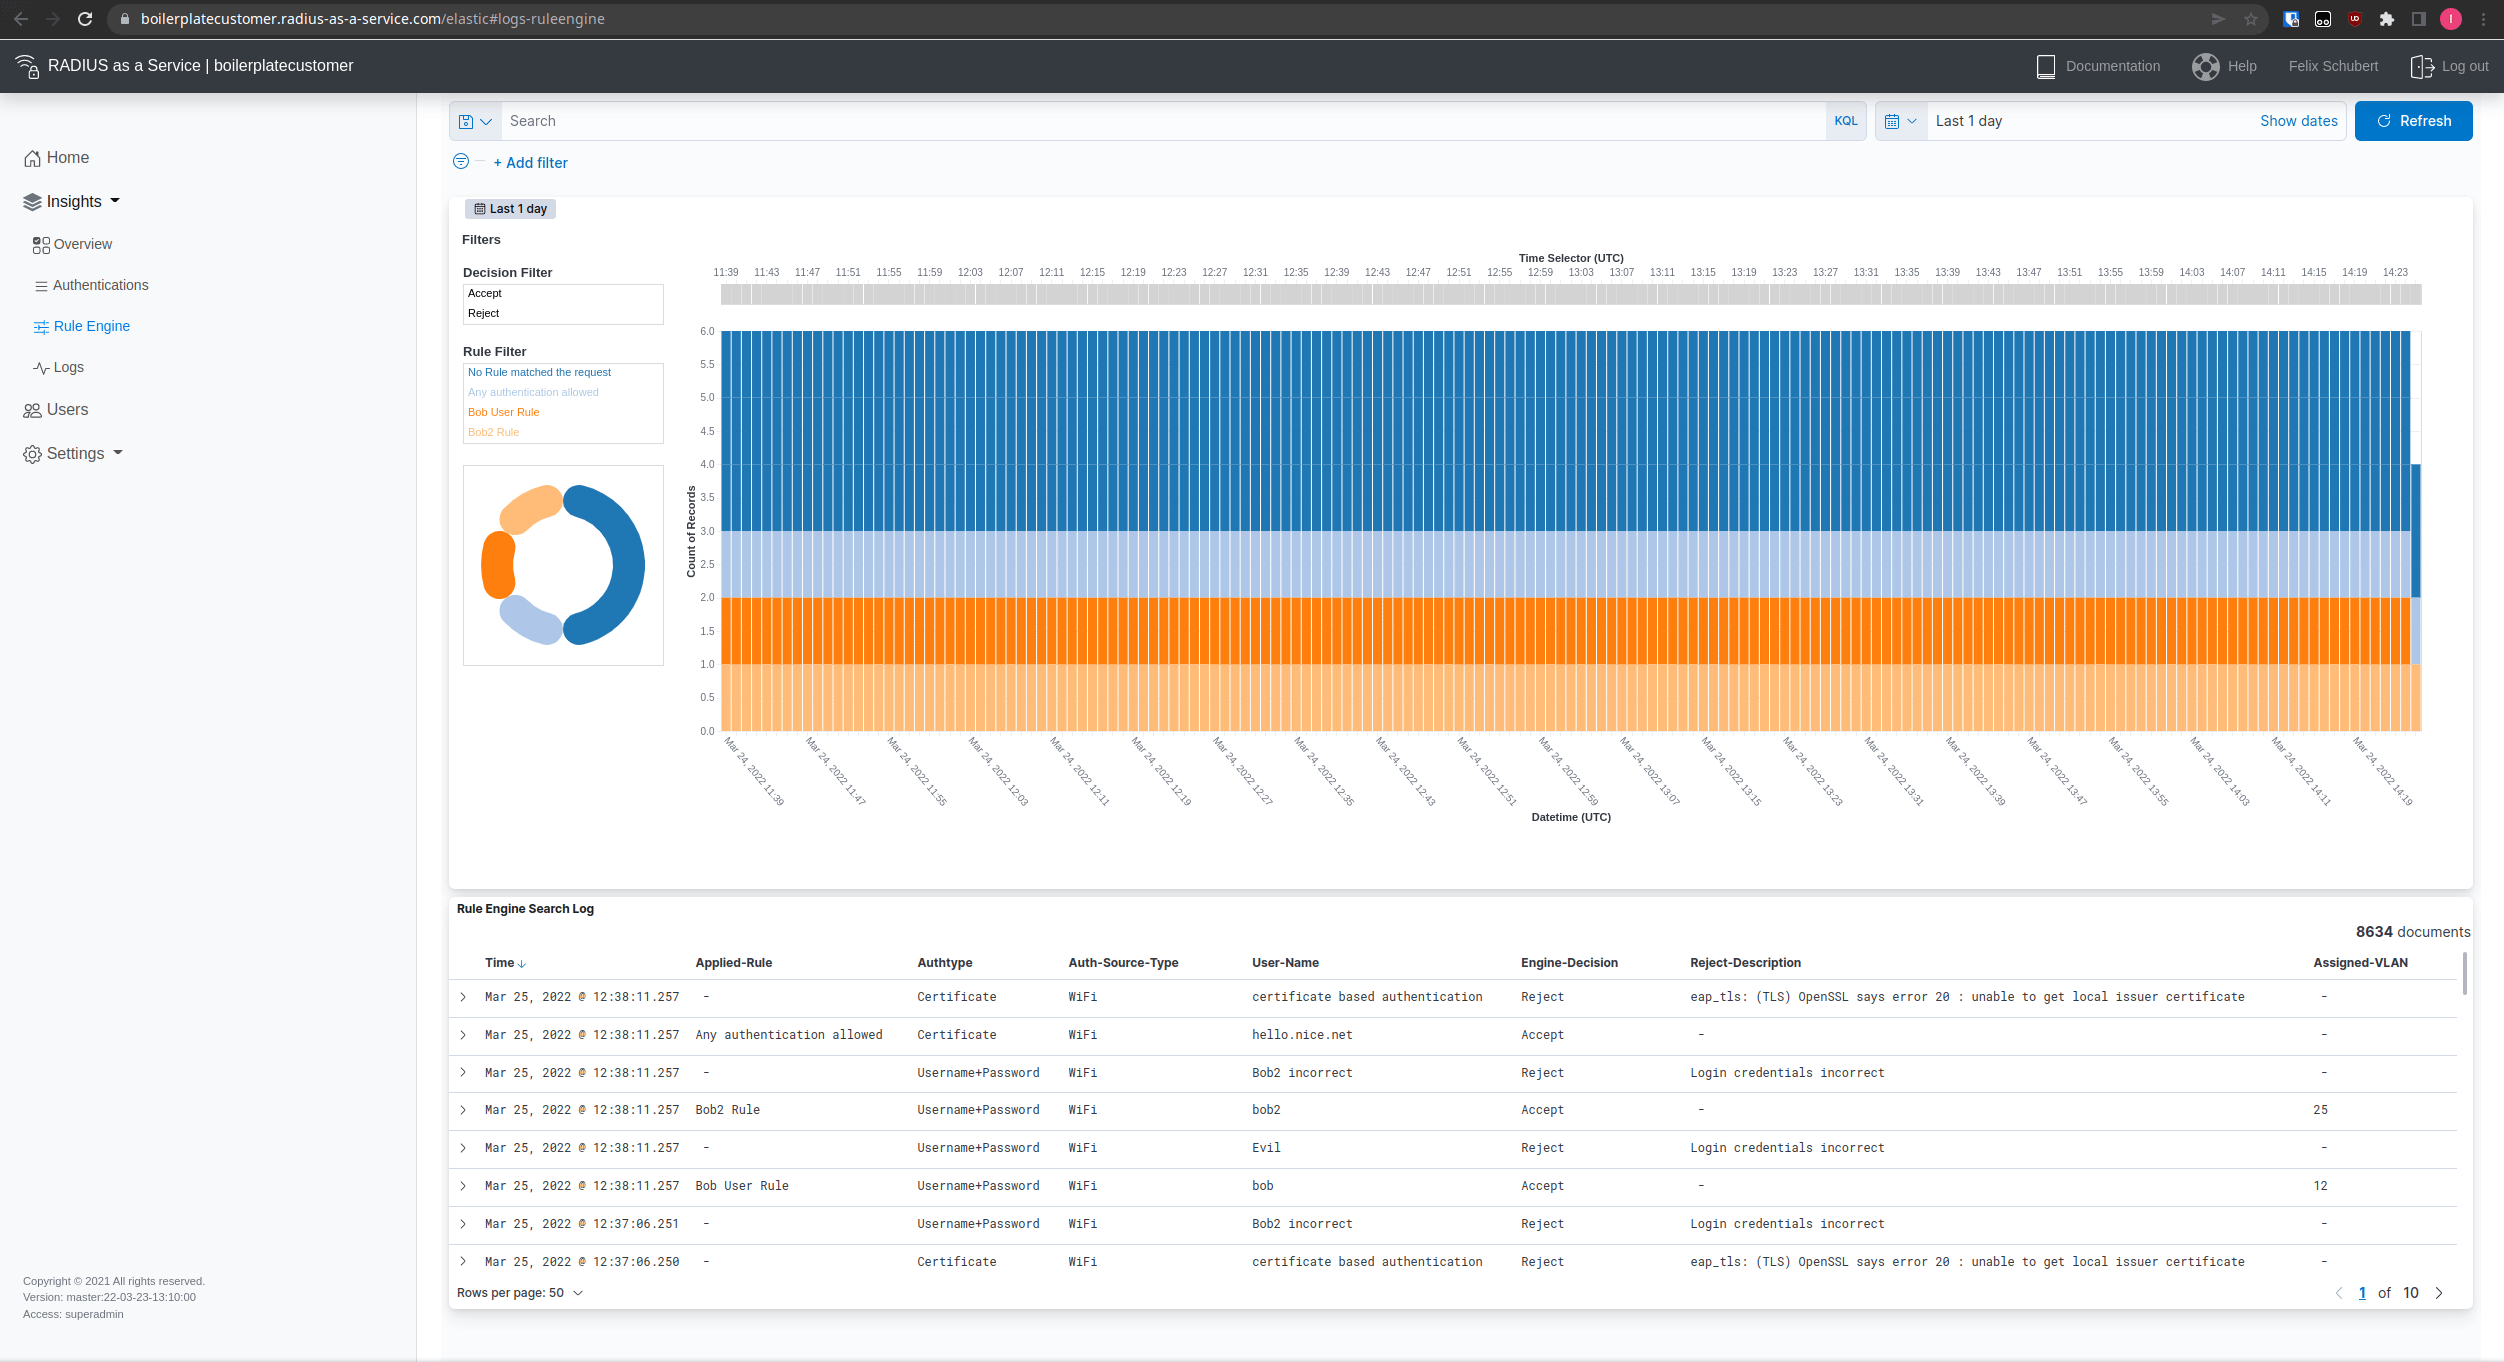 boilerplatecustomer.radius-as-a-service.com/elastic#logs-ruleengine
RADIUS as a Service | boilerplatecustomer
Documentation
Help
Felix Schubert
Log out
Home
Insights
Overview
Authentications
Rule Engine
Logs
Users
Settings
Copyright © 2021 All rights reserved.
Version: master:22-03-23-13:10:00
Access: superadmin
Search
KQL
Last 1 day
Show dates
Refresh
+ Add filter
Last 1 day
Filters
Decision Filter
Accept
Reject
Rule Filter
No Rule matched the request
Any authentication allowed
Bob User Rule
Bob2 Rule
Time Selector (UTC)
11:39 11:43 11:47 11:51 11:55 11:59 12:03 12:07 12:11 12:15 12:19 12:23 12:27 12:31 12:35 12:39 12:43 12:47 12:51 12:55 12:59 13:03 13:07 13:11 13:15 13:19 13:23 13:27 13:31 13:35 13:39 13:43 13:47 13:51 13:55 13:59 14:03 14:07 14:11 14:15 14:19 14:23
6.0
5.5
5.0
4.5
4.0
3.5
3.0
2.5
2.0
1.5
1.0
0.5
0.0
Count of Records
Mar 24, 2022 11:39
Mar 24, 2022 11:47
Mar 24, 2022 11:55
Mar 24, 2022 12:03
Mar 24, 2022 12:11
Mar 24, 2022 12:19
Mar 24, 2022 12:27
Mar 24, 2022 12:35
Mar 24, 2022 12:43
Mar 24, 2022 12:51
Mar 24, 2022 12:59
Mar 24, 2022 13:07
Mar 24, 2022 13:15
Mar 24, 2022 13:23
Mar 24, 2022 13:31
Mar 24, 2022 13:39
Mar 24, 2022 13:47
Mar 24, 2022 13:55
Mar 24, 2022 14:03
Mar 24, 2022 14:11
Mar 24, 2022 14:19
Datetime (UTC)
Rule Engine Search Log
8634 documents
Time Applied-Rule Authtype Auth-Source-Type User-Name Engine-Decision Reject-Description Assigned-VLAN
Mar 25, 2022 @ 12:38:11.257 - Certificate WiFi certificate based authentication Reject eap_tls: (TLS) OpenSSL says error 20 : unable to get local issuer certificate -
Mar 25, 2022 @ 12:38:11.257 Any authentication allowed Certificate WiFi hello.nice.net Accept - -
Mar 25, 2022 @ 12:38:11.257 - Username+Password WiFi Bob2 incorrect Reject Login credentials incorrect -
Mar 25, 2022 @ 12:38:11.257 Bob2 Rule Username+Password WiFi bob2 Accept - 25
Mar 25, 2022 @ 12:38:11.257 - Username+Password WiFi Evil Reject Login credentials incorrect -
Mar 25, 2022 @ 12:38:11.257 Bob User Rule Username+Password WiFi bob Accept - 12
Mar 25, 2022 @ 12:37:06.251 - Username+Password WiFi Bob2 incorrect Reject Login credentials incorrect -
Mar 25, 2022 @ 12:37:06.250 - Certificate WiFi certificate based authentication Reject eap_tls: (TLS) OpenSSL says error 20 : unable to get local issuer certificate -
Rows per page: 50
1 of 10